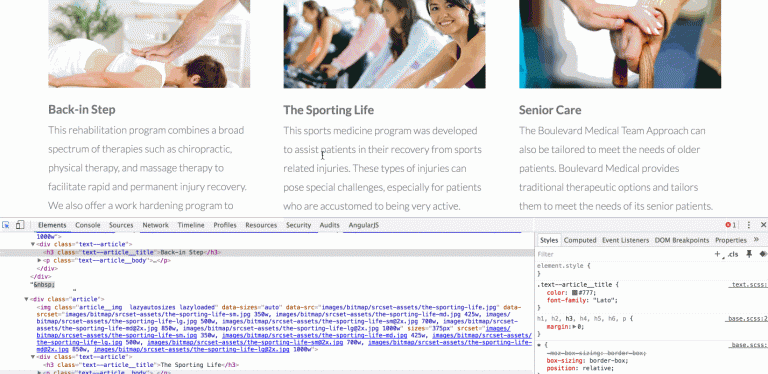 Back-in Step
This rehabilitation program combines a broad
spectrum of therapies such as chiropractic,
physical therapy, and massage therapy to
facilitate rapid and permanent injury recovery.
We also offer a work hardening program to
The Sporting Life
This sports medicine program was developed
to assist patients in their recovery from sports
related injuries. These types of injuries can
pose special challenges, especially for patients
who are accustomed to being very active.
Senior Care
The Boulevard Medical Team Approach can
also be tailored to meet the needs of older
patients. Boulevard Medical provides
traditional therapeutic options and tailors
them to meet the needs of its senior patients.
Elements Console Sources Network Timeline Profiles Resources Security Audits AngularJS 1
1000w">
▼<div class="text--article">
<h3 class="text--article__title">Back-in Step</h3>
▶<p class="text--article__body">…</p>
</div>
</div>
"&nbsp;
"
▼<div class="article">
<img class="article__img lazyautosizes lazyloaded" data-sizes="auto" data-src="images/bitmap/srcset-assets/the-sporting-life.jpg" data-
srcset="images/bitmap/srcset-assets/the-sporting-life-sm.jpg 350w, images/bitmap/srcset-assets/the-sporting-life-md.jpg 425w,
images/bitmap/srcset-assets/the-sporting-life-lg.jpg 500w, images/bitmap/srcset-assets/the-sporting-life-sm@2x.jpg 700w, images/bitmap/
srcset-assets/the-sporting-life-md@2x.jpg 850w, images/bitmap/srcset-assets/the-sporting-life-lg@2x.jpg 1000w" sizes="375px" srcset="images/
bitmap/srcset-assets/the-sporting-life-sm.jpg 350w, images/bitmap/srcset-assets/the-sporting-life-md.jpg 425w, images/bitmap/srcset-assets/
the-sporting-life-lg.jpg 500w, images/bitmap/srcset-assets/the-sporting-life-sm@2x.jpg 700w, images/bitmap/srcset-assets/the-sporting-life-
md@2x.jpg 850w, images/bitmap/srcset-assets/the-sporting-life-lg@2x.jpg 1000w">
▼<div class="text--article">
<h3 class="text--article__title">The Sporting Life</h3>
▶<p class="text--article__body">
Styles Computed Event Listeners DOM Breakpoints Properties »
Filter + .cls
element.style {
}
.text--article__title { _text.scss:
color: #777;
font-family: "Lato";
}
h1, h2, h3, h4, h5, h6, p { _base.scss:2
margin:▶0;
}
* { _base.scss:
-moz-box-sizing: border-box;
box-sizing: border-box;
position: relative;